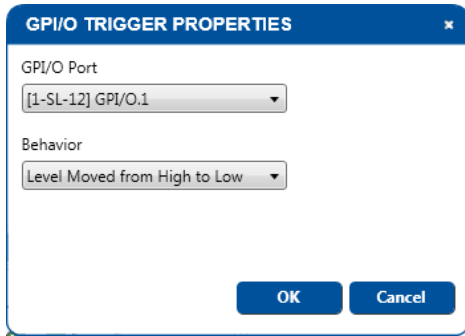 GPI/O TRIGGER PROPERTIES
GPI/O Port
[1-SL-12] GPI/O.1
Behavior
Level Moved from High to Low
OK Cancel